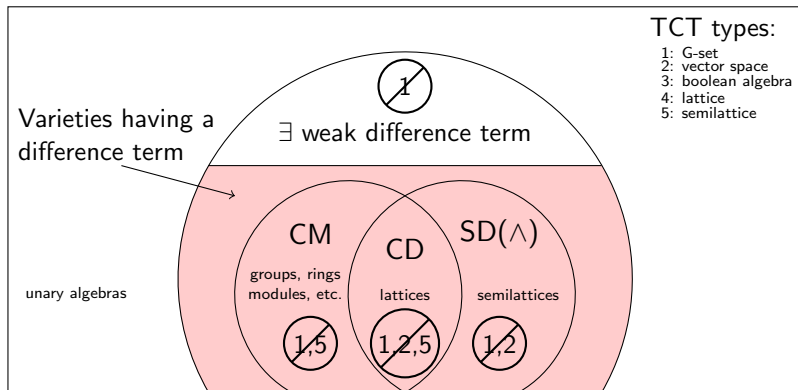 TCT types:
1: G-set
2: vector space
3: boolean algebra
4: lattice
5: semilattice
1
∃ weak difference term
Varieties having a
difference term
CM
CD
SD(∧)
groups, rings
modules, etc.
lattices
semilattices
unary algebras
1,5
1,2,5
1,2